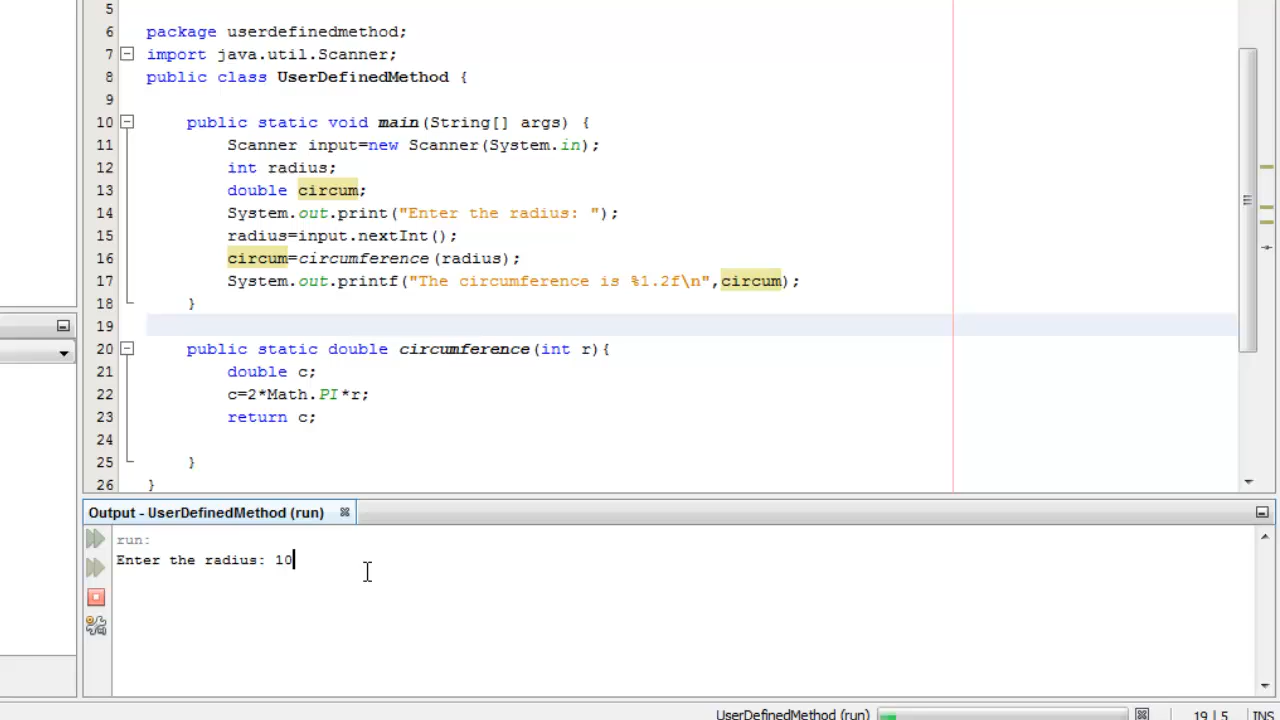 5
6 package userdefinedmethod;
7 import java.util.Scanner;
8 public class UserDefinedMethod {
9
10 public static void main(String[] args) {
11 Scanner input=new Scanner(System.in);
12 int radius;
13 double circum;
14 System.out.print("Enter the radius: ");
15 radius=input.nextInt();
16 circum=circumference(radius);
17 System.out.printf("The circumference is %1.2f\n",circum);
18 }
19
20 public static double circumference(int r){
21 double c;
22 c=2*Math.PI*r;
23 return c;
24
25 }
26 }
Output - UserDefinedMethod (run)
run:
Enter the radius: 10
UserDefinedMethod (run) 19 | 5 INS